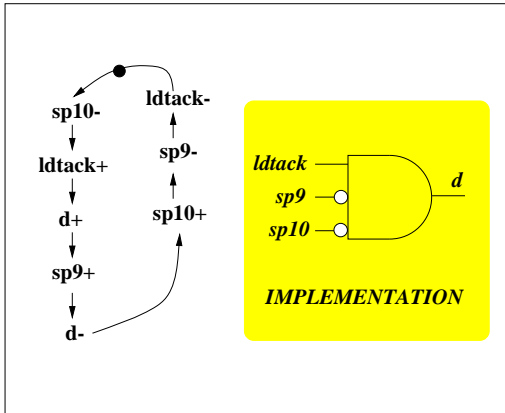 sp10-
ldtack+
d+
sp9+
d-
ldtack-
sp9-
sp10+
ldtack
sp9
sp10
d
IMPLEMENTATION